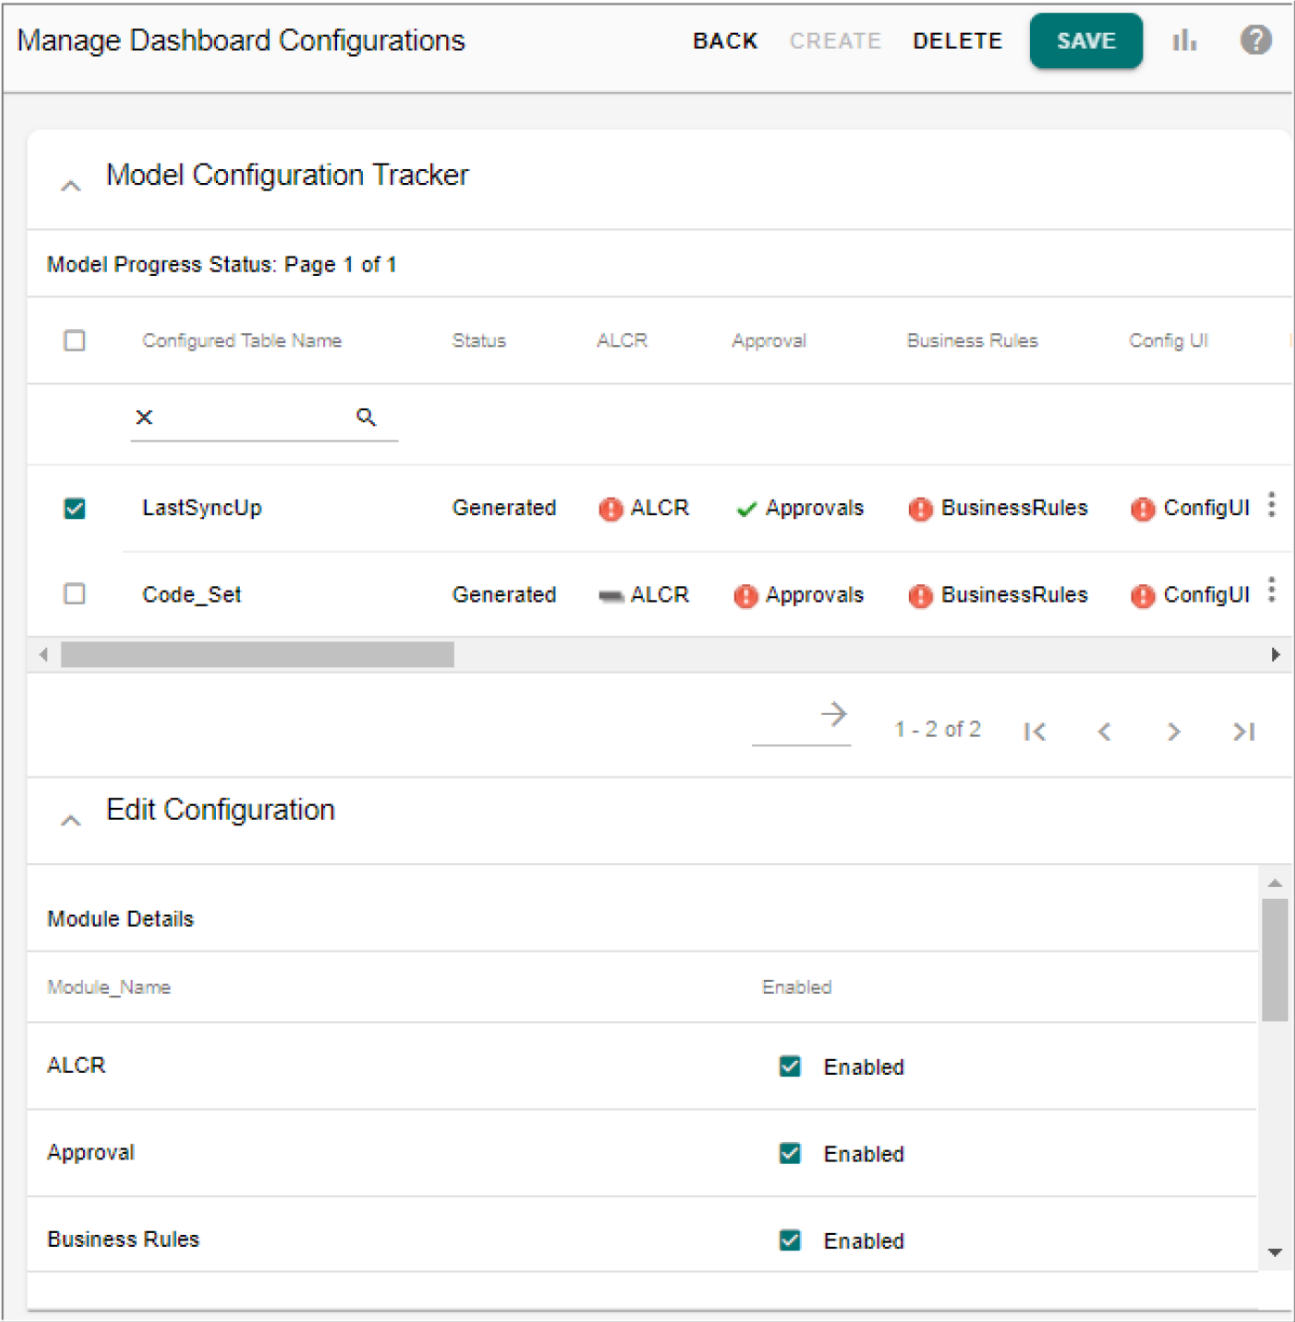 Manage Dashboard Configurations BACK CREATE DELETE SAVE
Model Configuration Tracker
Model Progress Status: Page 1 of 1
Configured Table Name Status ALCR Approval Business Rules Config UI
LastSyncUp Generated ALCR Approvals BusinessRules ConfigUI
Code_Set Generated ALCR Approvals BusinessRules ConfigUI
1 - 2 of 2
Edit Configuration
Module Details
Module_Name Enabled
ALCR Enabled
Approval Enabled
Business Rules Enabled